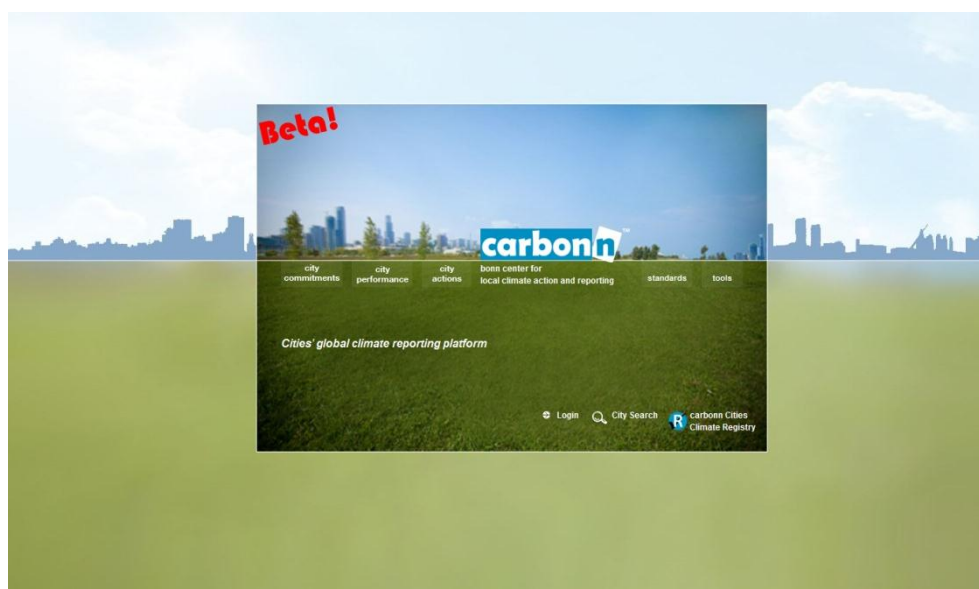 Beta!
carbonn™
city
commitments
city
performance
city
actions
bonn center for
local climate action and reporting
standards
tools
Cities' global climate reporting platform
Login
City Search
R
carbonn Cities
Climate Registry